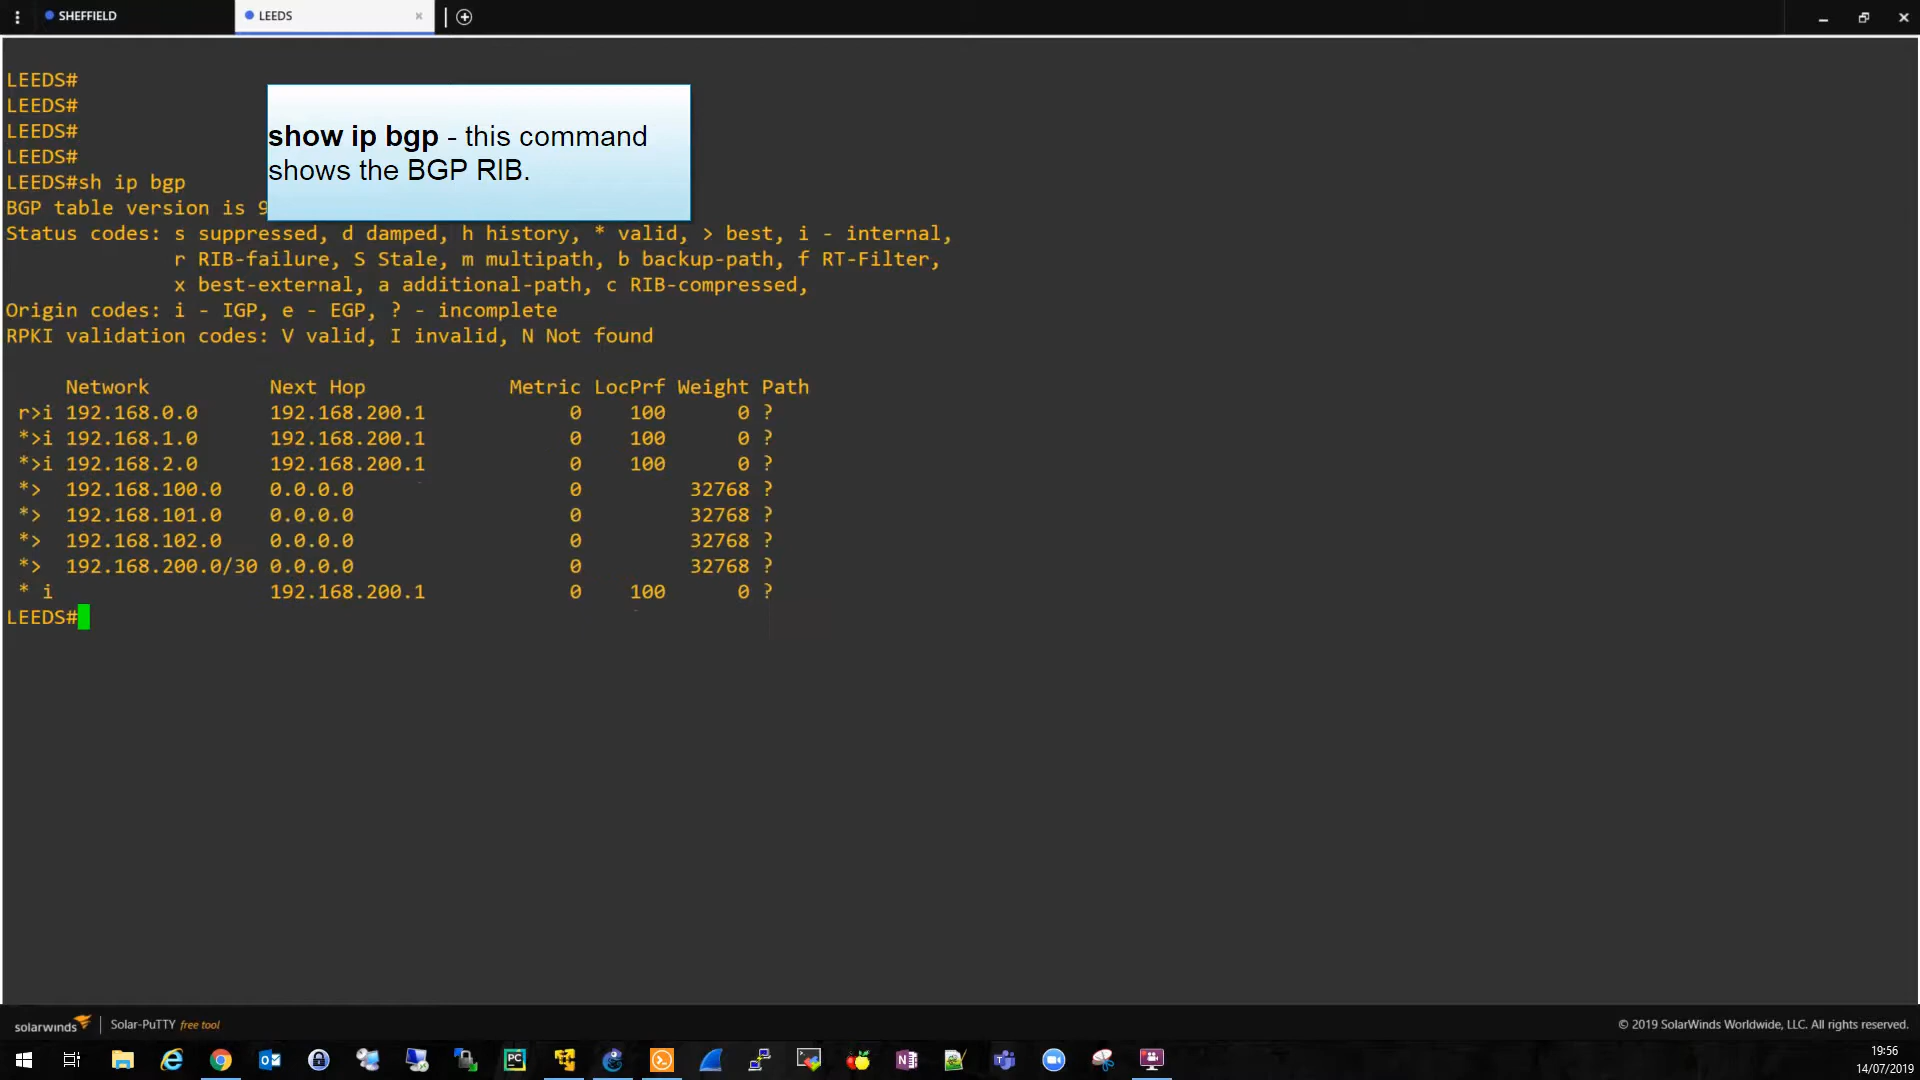 SHEFFIELD
LEEDS
LEEDS#
LEEDS#
LEEDS#
LEEDS#
show ip bgp - this command
shows the BGP RIB.
LEEDS#sh ip bgp
BGP table version is 9
Status codes: s suppressed, d damped, h history, * valid, > best, i - internal,
r RIB-failure, S Stale, m multipath, b backup-path, f RT-Filter,
x best-external, a additional-path, c RIB-compressed,
Origin codes: i - IGP, e - EGP, ? - incomplete
RPKI validation codes: V valid, I invalid, N Not found
Network Next Hop Metric LocPrf Weight Path
r>i 192.168.0.0 192.168.200.1 0 100 0 ?
*>i 192.168.1.0 192.168.200.1 0 100 0 ?
*>i 192.168.2.0 192.168.200.1 0 100 0 ?
*> 192.168.100.0 0.0.0.0 0 32768 ?
*> 192.168.101.0 0.0.0.0 0 32768 ?
*> 192.168.102.0 0.0.0.0 0 32768 ?
*> 192.168.200.0/30 0.0.0.0 0 32768 ?
* i 192.168.200.1 0 100 0 ?
LEEDS#
solarwinds | Solar-PuTTY free tool
© 2019 SolarWinds Worldwide, LLC. All rights reserved.
PC
N
19:56
14/07/2019